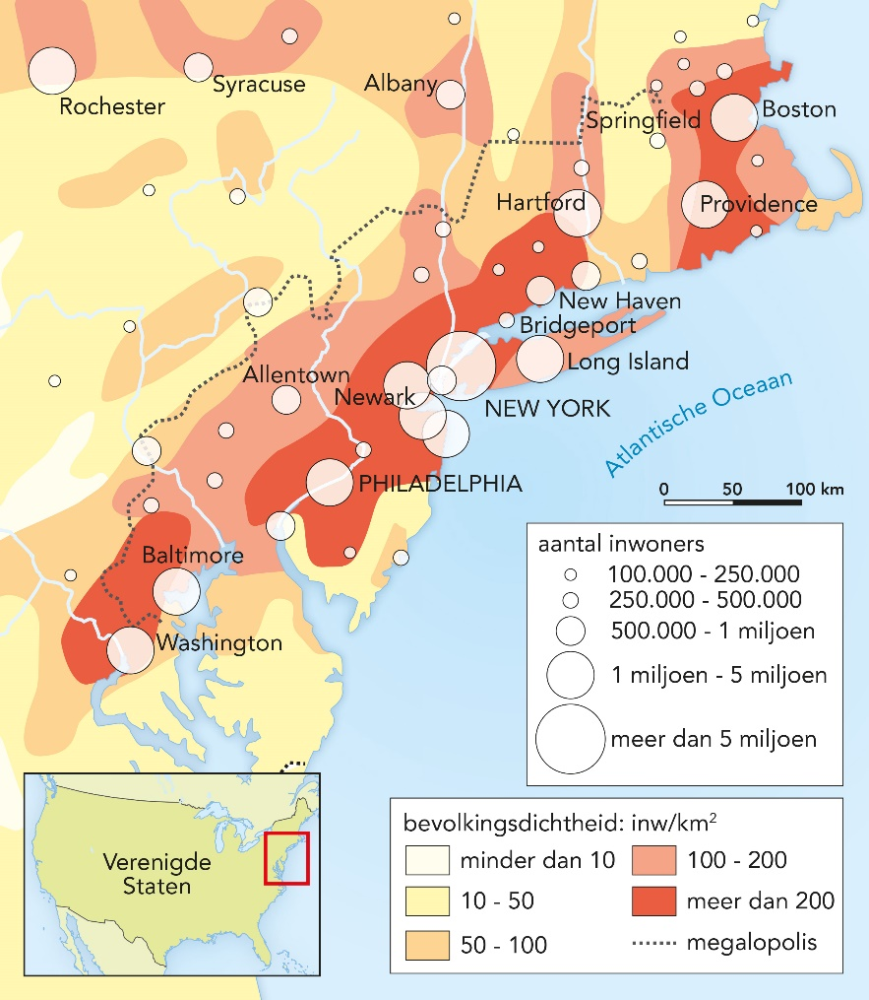 Rochester
Syracuse
Albany
Springfield
Boston
Hartford
Providence
New Haven
Bridgeport
Long Island
Allentown
Newark
NEW YORK
Atlantische Oceaan
PHILADELPHIA
0 50 100 km
Baltimore
Washington
aantal inwoners
100.000 - 250.000
250.000 - 500.000
500.000 - 1 miljoen
1 miljoen - 5 miljoen
meer dan 5 miljoen
bevolkingsdichtheid: inw/km²
minder dan 10
10 - 50
50 - 100
100 - 200
meer dan 200
megalopolis
Verenigde
Staten